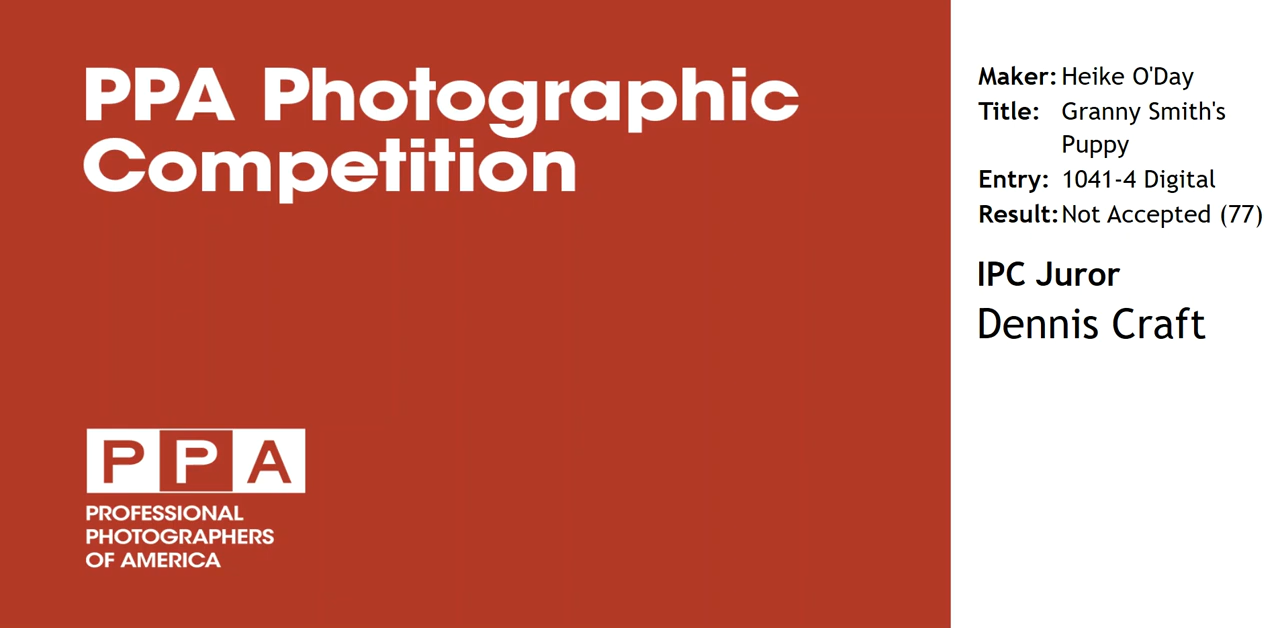 PPA Photographic
Competition
PPA
PROFESSIONAL
PHOTOGRAPHERS
OF AMERICA
Maker: Heike O'Day
Title: Granny Smith's
Puppy
Entry: 1041-4 Digital
Result: Not Accepted (77)
IPC Juror
Dennis Craft